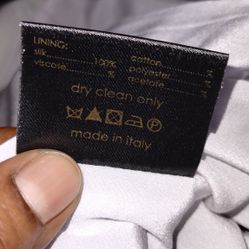 LINING:
silk........ 100% cotton........ %
viscose........ % polyester........ %
acetate........ %
dry clean only
made in italy